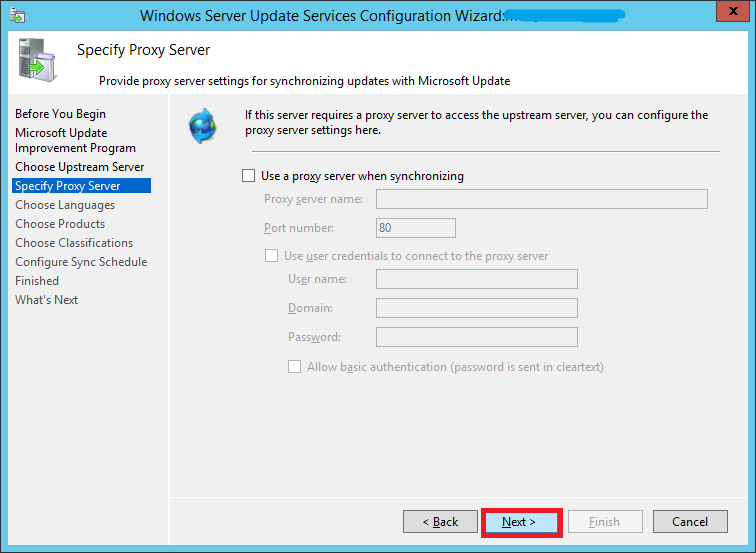 Windows Server Update Services Configuration Wizard:
X
Specify Proxy Server
Provide proxy server settings for synchronizing updates with Microsoft Update
Before You Begin
Microsoft Update
Improvement Program
Choose Upstream Server
Specify Proxy Server
Choose Languages
Choose Products
Choose Classifications
Configure Sync Schedule
Finished
What's Next
If this server requires a proxy server to access the upstream server, you can configure the
proxy server settings here.
Use a proxy server when synchronizing
Proxy server name:
Port number:
80
Use user credentials to connect to the proxy server
User name:
Domain:
Password:
Allow basic authentication (password is sent in cleartext)
< Back
Next >
Finish
Cancel